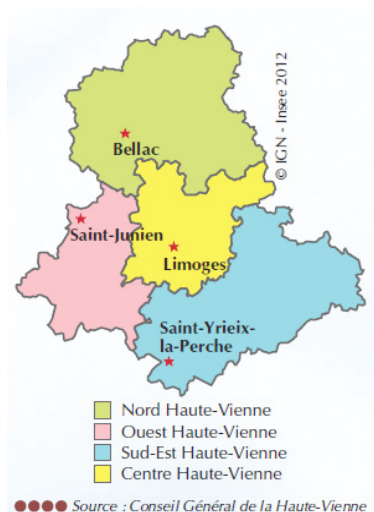 © IGN - Insee 2012
Bellac
Saint-Junien
Limoges
Saint-Yrieix-
la-Perche
Nord Haute-Vienne
Ouest Haute-Vienne
Sud-Est Haute-Vienne
Centre Haute-Vienne
Source : Conseil Général de la Haute-Vienne